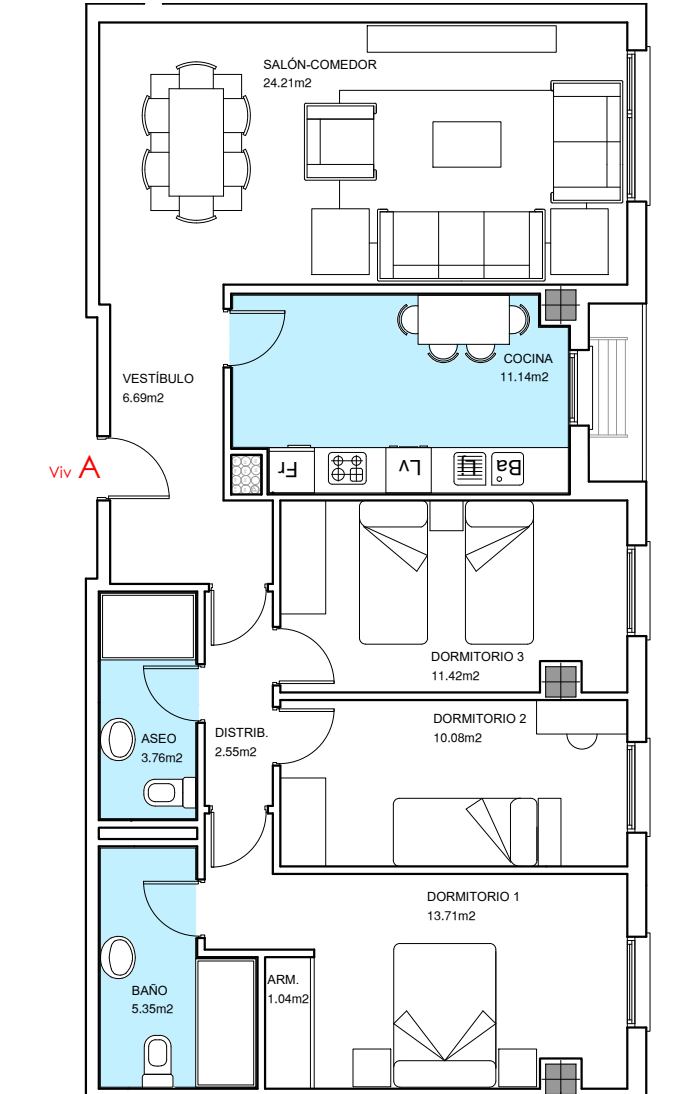 SALÓN-COMEDOR
24.21m2
COCINA
11.14m2
VESTÍBULO
6.69m2
Viv A
Fr
Lv
Lj
Ba
DORMITORIO 3
11.42m2
DORMITORIO 2
10.08m2
DISTRIB.
2.55m2
ASEO
3.76m2
DORMITORIO 1
13.71m2
ARM.
1.04m2
BAÑO
5.35m2